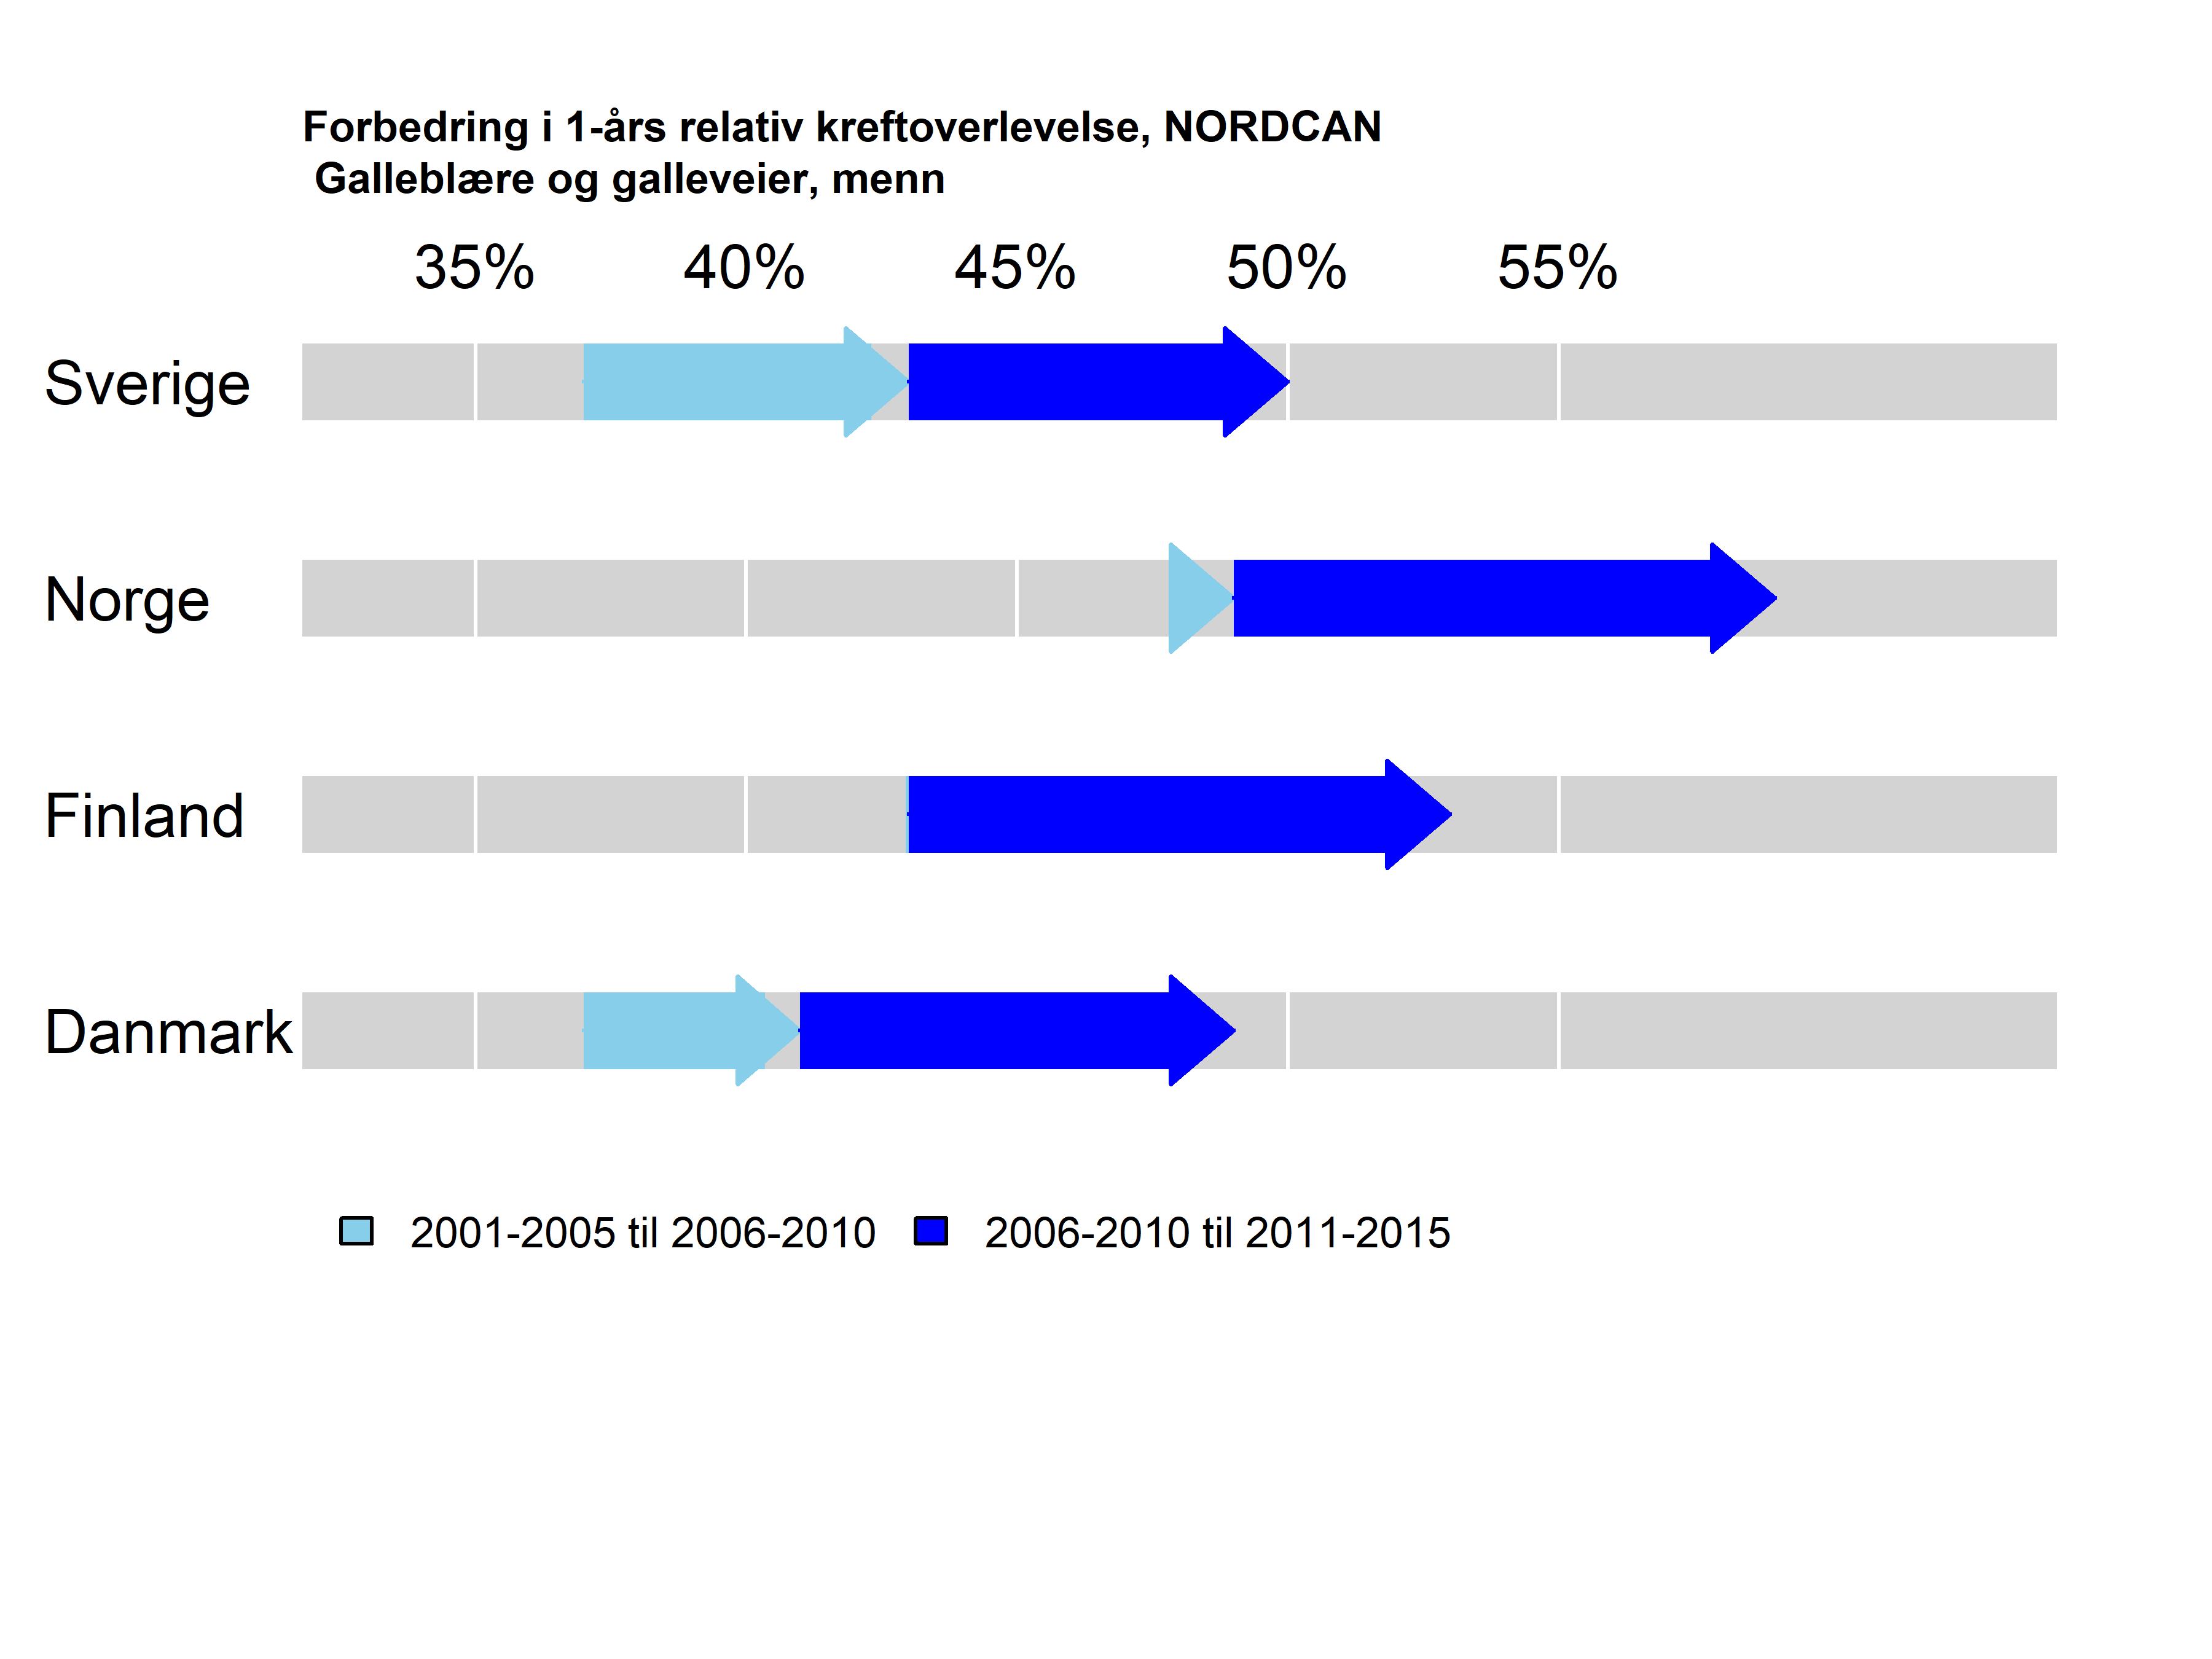 Forbedring i 1-års relativ kreftoverlevelse, NORDCAN
Galleblære og galleveier, menn
35% 40% 45% 50% 55%
Sverige
Norge
Finland
Danmark
2001-2005 til 2006-2010 2006-2010 til 2011-2015